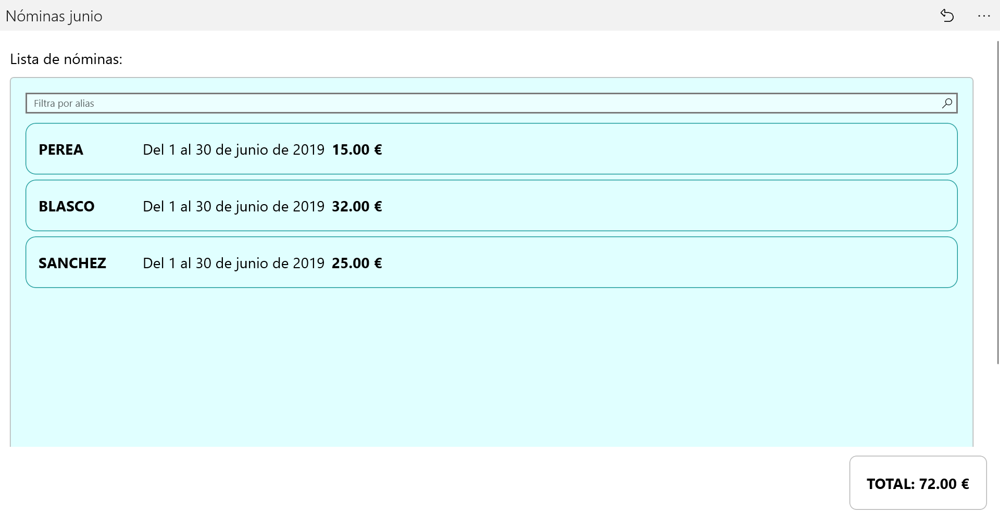 Nóminas junio
Lista de nóminas:
Filtra por alias
PEREA Del 1 al 30 de junio de 2019 15.00 €
BLASCO Del 1 al 30 de junio de 2019 32.00 €
SANCHEZ Del 1 al 30 de junio de 2019 25.00 €
TOTAL: 72.00 €